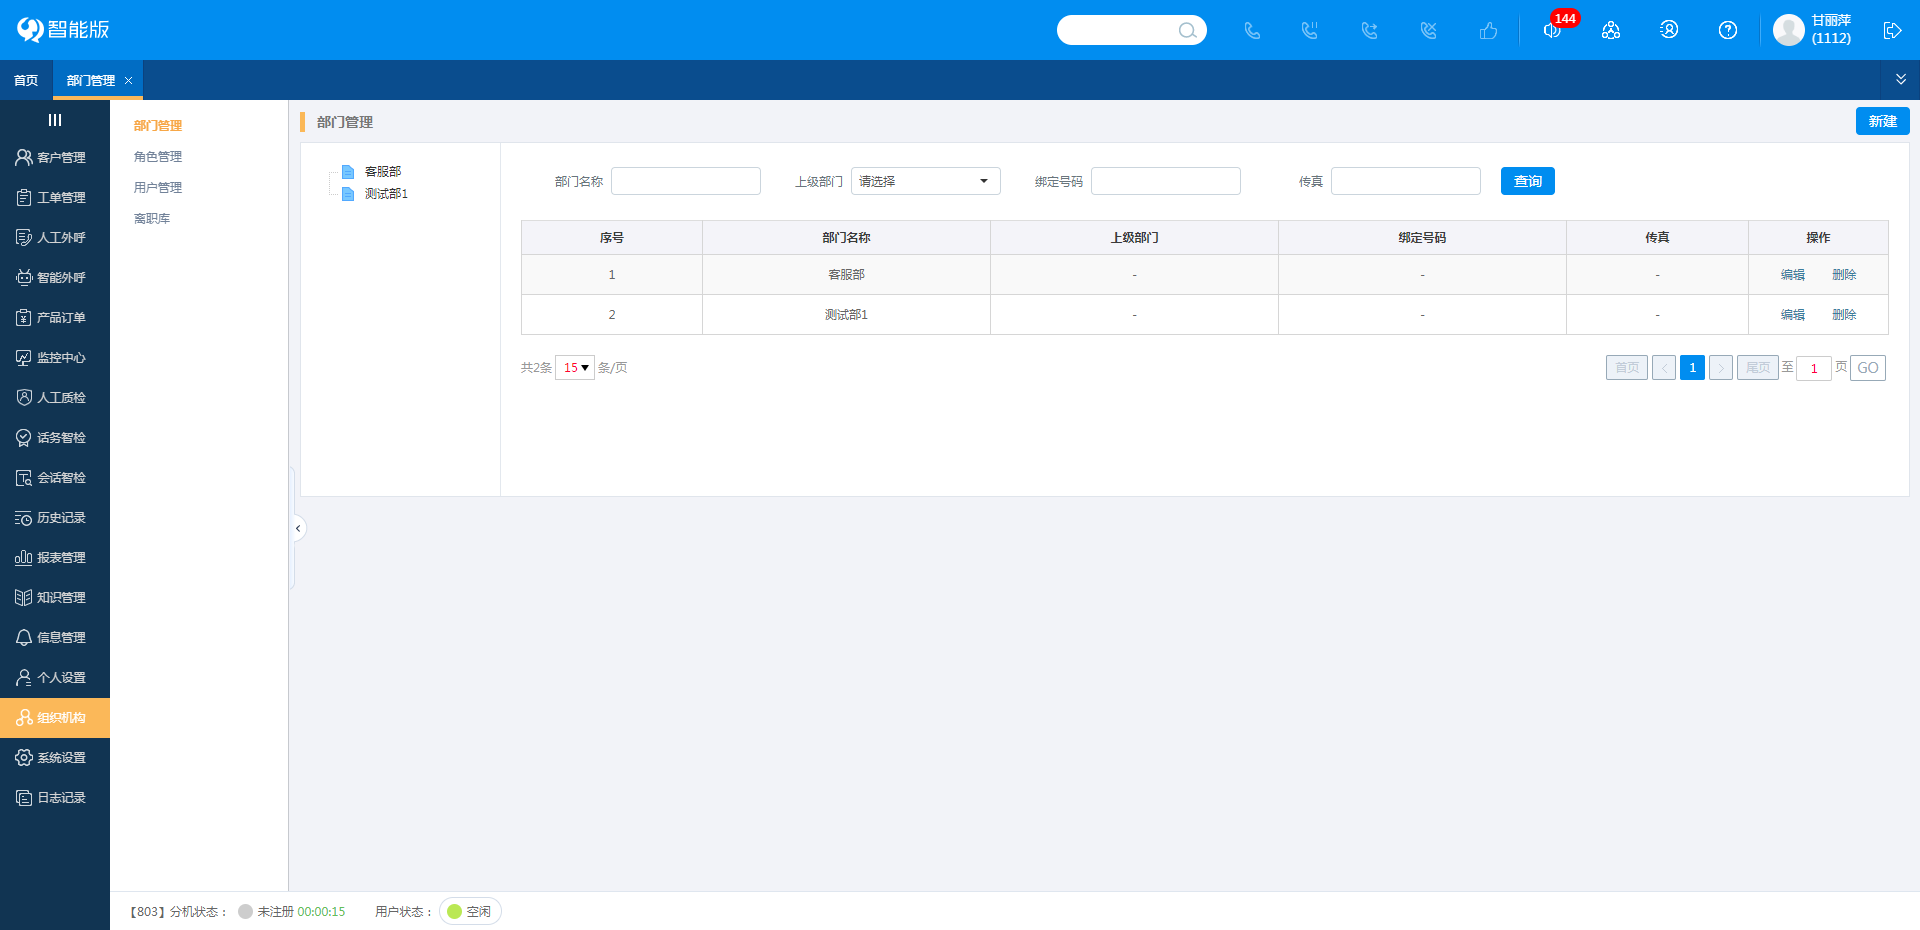 智能版
144
甘丽萍
(1112)
首页
部门管理
客户管理
工单管理
人工外呼
智能外呼
产品订单
监控中心
人工质检
话务智检
会话智检
历史记录
报表管理
知识管理
信息管理
个人设置
组织机构
系统设置
日志记录
部门管理
角色管理
用户管理
离职库
部门管理
新建
客服部
测试部1
部门名称 上级部门 请选择 绑定号码 传真 查询
序号 部门名称 上级部门 绑定号码 传真 操作
1 客服部 - - - 编辑 删除
2 测试部1 - - - 编辑 删除
共2条 15 条/页 首页 < 1 > 尾页 至 1 页 GO
【803】分机状态： 未注册 00:00:15 用户状态： 空闲